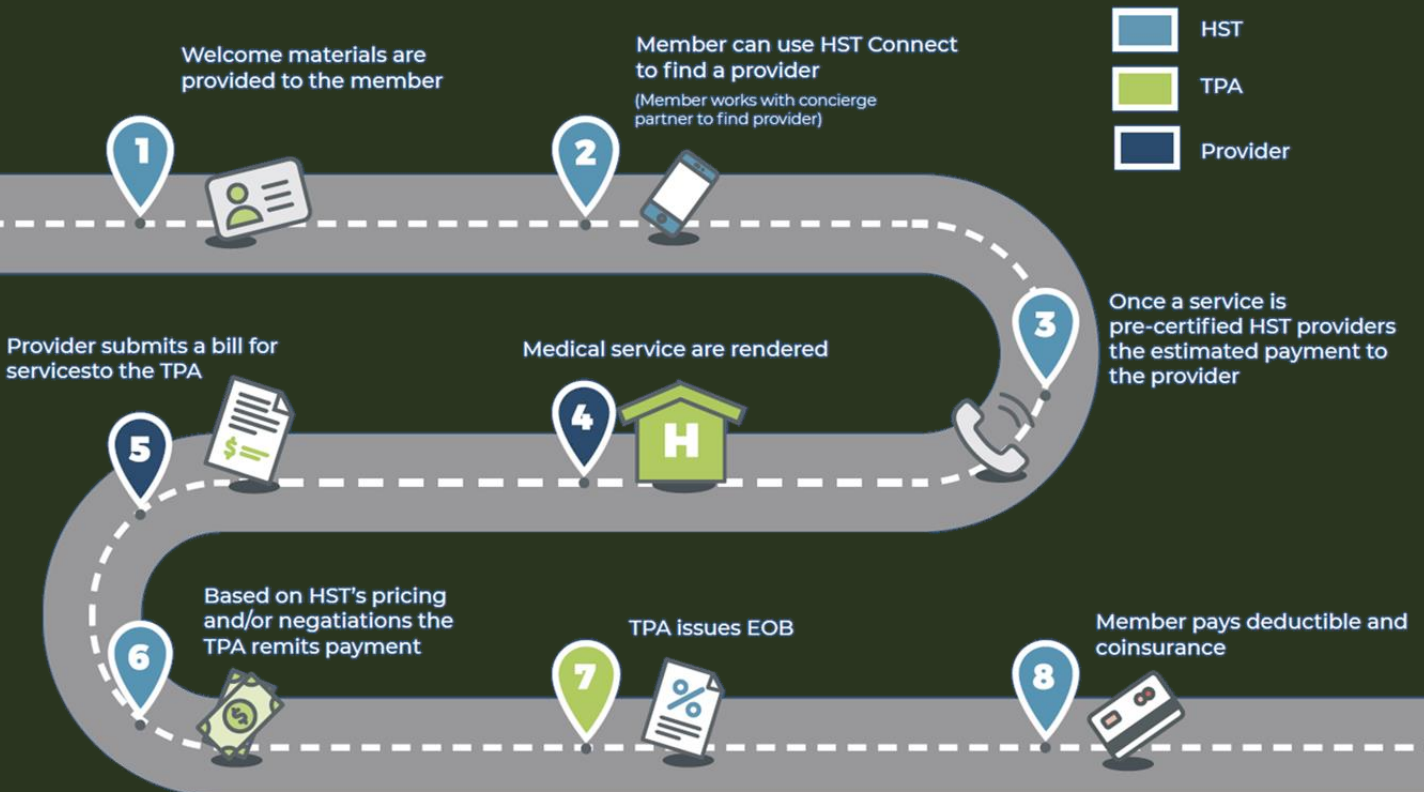 Welcome materials are
provided to the member
Member can use HST Connect
to find a provider
(Member works with concierge
partner to find provider)
HST
TPA
Provider
1
2
3
Once a service is
pre-certified HST providers
the estimated payment to
the provider
Medical service are rendered
4
H
Provider submits a bill for
servicesto the TPA
5
$
Based on HST's pricing
and/or negatiations the
TPA remits payment
6
$
TPA issues EOB
7
%
Member pays deductible and
coinsurance
8